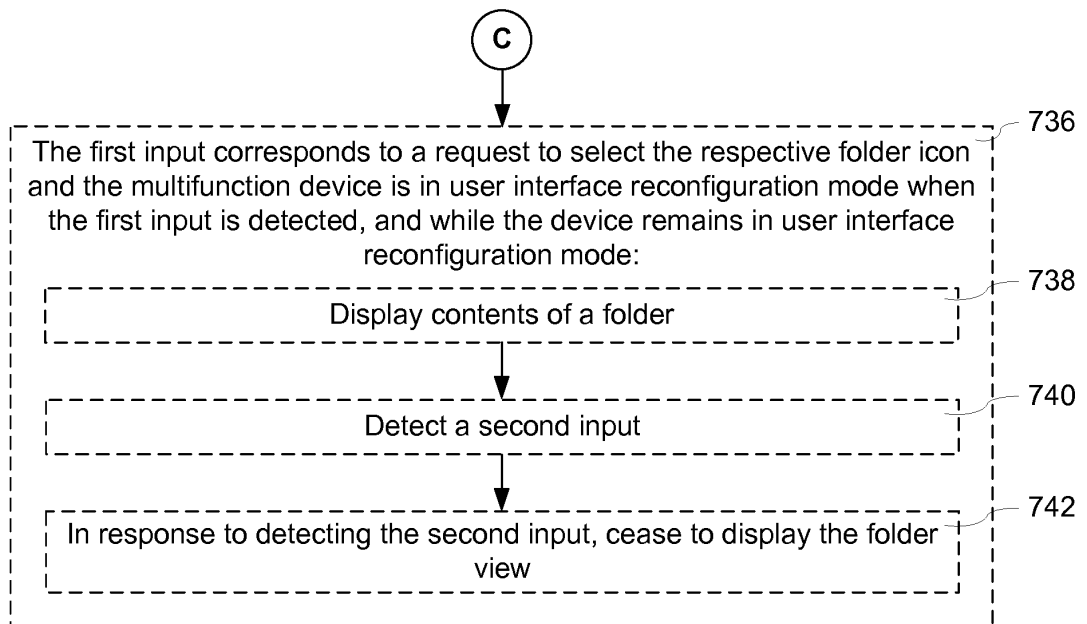 C
736
The first input corresponds to a request to select the respective folder icon
and the multifunction device is in user interface reconfiguration mode when
the first input is detected, and while the device remains in user interface
reconfiguration mode:
738
Display contents of a folder
740
Detect a second input
742
In response to detecting the second input, cease to display the folder
view